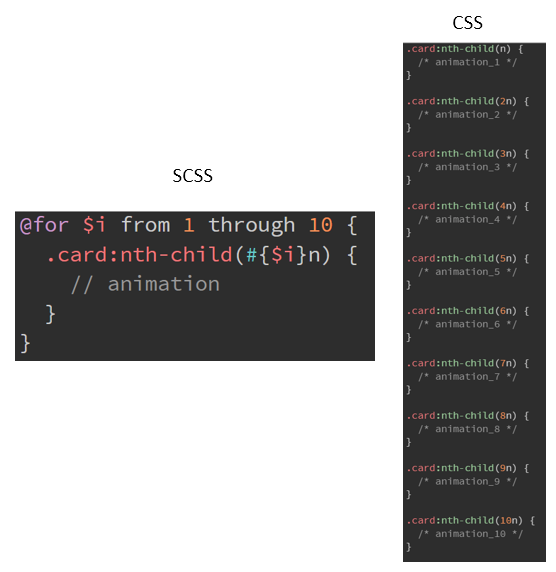 SCSS
@for $i from 1 through 10 {
  .card:nth-child(#{$i}n) {
    // animation
  }
}
CSS
.card:nth-child(n) {
  /* animation_1 */
}
.card:nth-child(2n) {
  /* animation_2 */
}
.card:nth-child(3n) {
  /* animation_3 */
}
.card:nth-child(4n) {
  /* animation_4 */
}
.card:nth-child(5n) {
  /* animation_5 */
}
.card:nth-child(6n) {
  /* animation_6 */
}
.card:nth-child(7n) {
  /* animation_7 */
}
.card:nth-child(8n) {
  /* animation_8 */
}
.card:nth-child(9n) {
  /* animation_9 */
}
.card:nth-child(10n) {
  /* animation_10 */
}